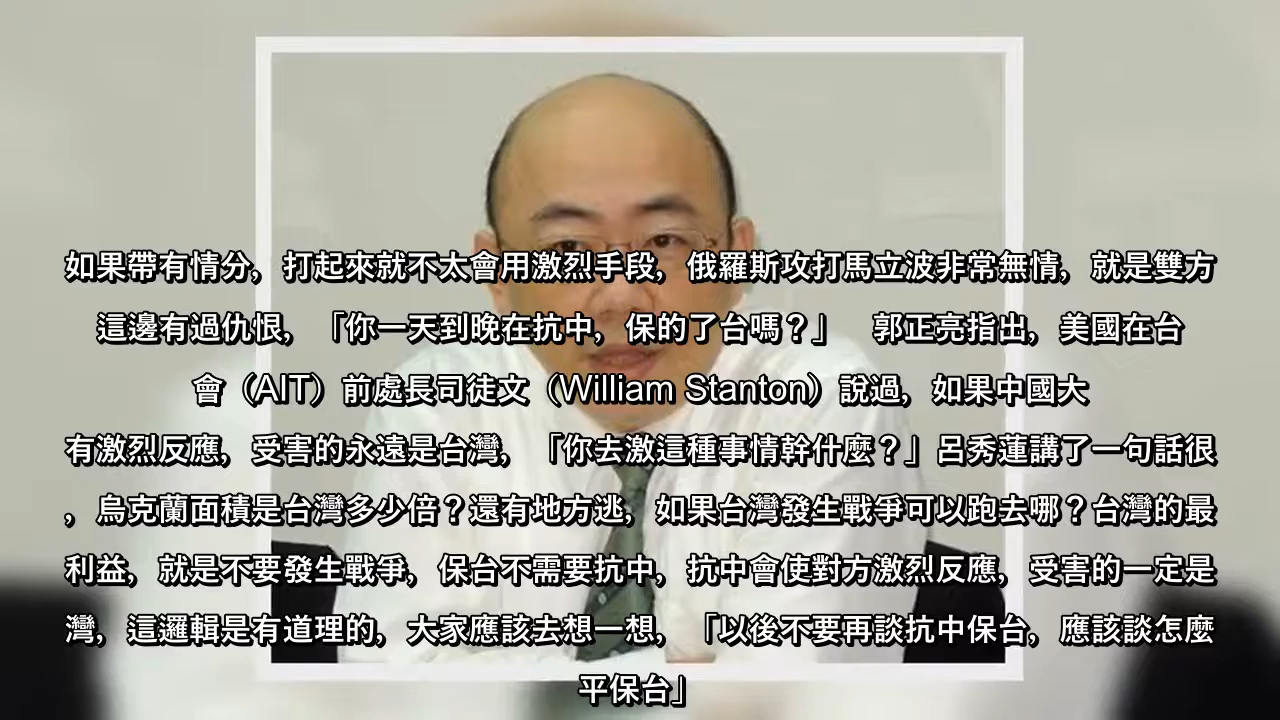 如果帶有情分，打起來就不太會用激烈手段，俄羅斯攻打馬立波非常無情，就是雙方
這邊有過仇恨，「你一天到晚在抗中，保的了台嗎？」　郭正亮指出，美國在台
會（AIT）前處長司徒文（William Stanton）說過，如果中國大
有激烈反應，受害的永遠是台灣，「你去激這種事情幹什麼？」呂秀蓮講了一句話很
，烏克蘭面積是台灣多少倍？還有地方逃，如果台灣發生戰爭可以跑去哪？台灣的最
利益，就是不要發生戰爭，保台不需要抗中，抗中會使對方激烈反應，受害的一定是
灣，這邏輯是有道理的，大家應該去想一想，「以後不要再談抗中保台，應該談怎麼
平保台」